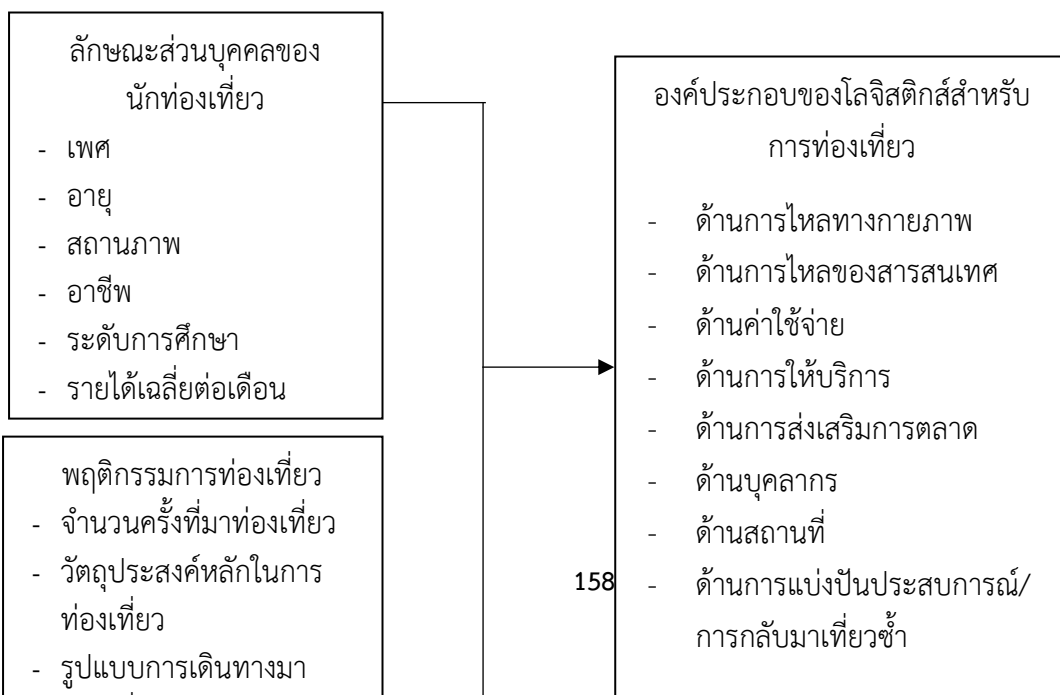 ลักษณะส่วนบุคคลของ
นักท่องเที่ยว
- เพศ
- อายุ
- สถานภาพ
- อาชีพ
- ระดับการศึกษา
- รายได้เฉลี่ยต่อเดือน
พฤติกรรมการท่องเที่ยว
- จำนวนครั้งที่มาท่องเที่ยว
- วัตถุประสงค์หลักในการ
ท่องเที่ยว
- รูปแบบการเดินทางมา
องค์ประกอบของโลจิสติกส์สำหรับ
การท่องเที่ยว
- ด้านการไหลทางกายภาพ
- ด้านการไหลของสารสนเทศ
- ด้านค่าใช้จ่าย
- ด้านการให้บริการ
- ด้านการส่งเสริมการตลาด
- ด้านบุคลากร
- ด้านสถานที่
- ด้านการแบ่งปันประสบการณ์/
การกลับมาเที่ยวซ้ำ
158